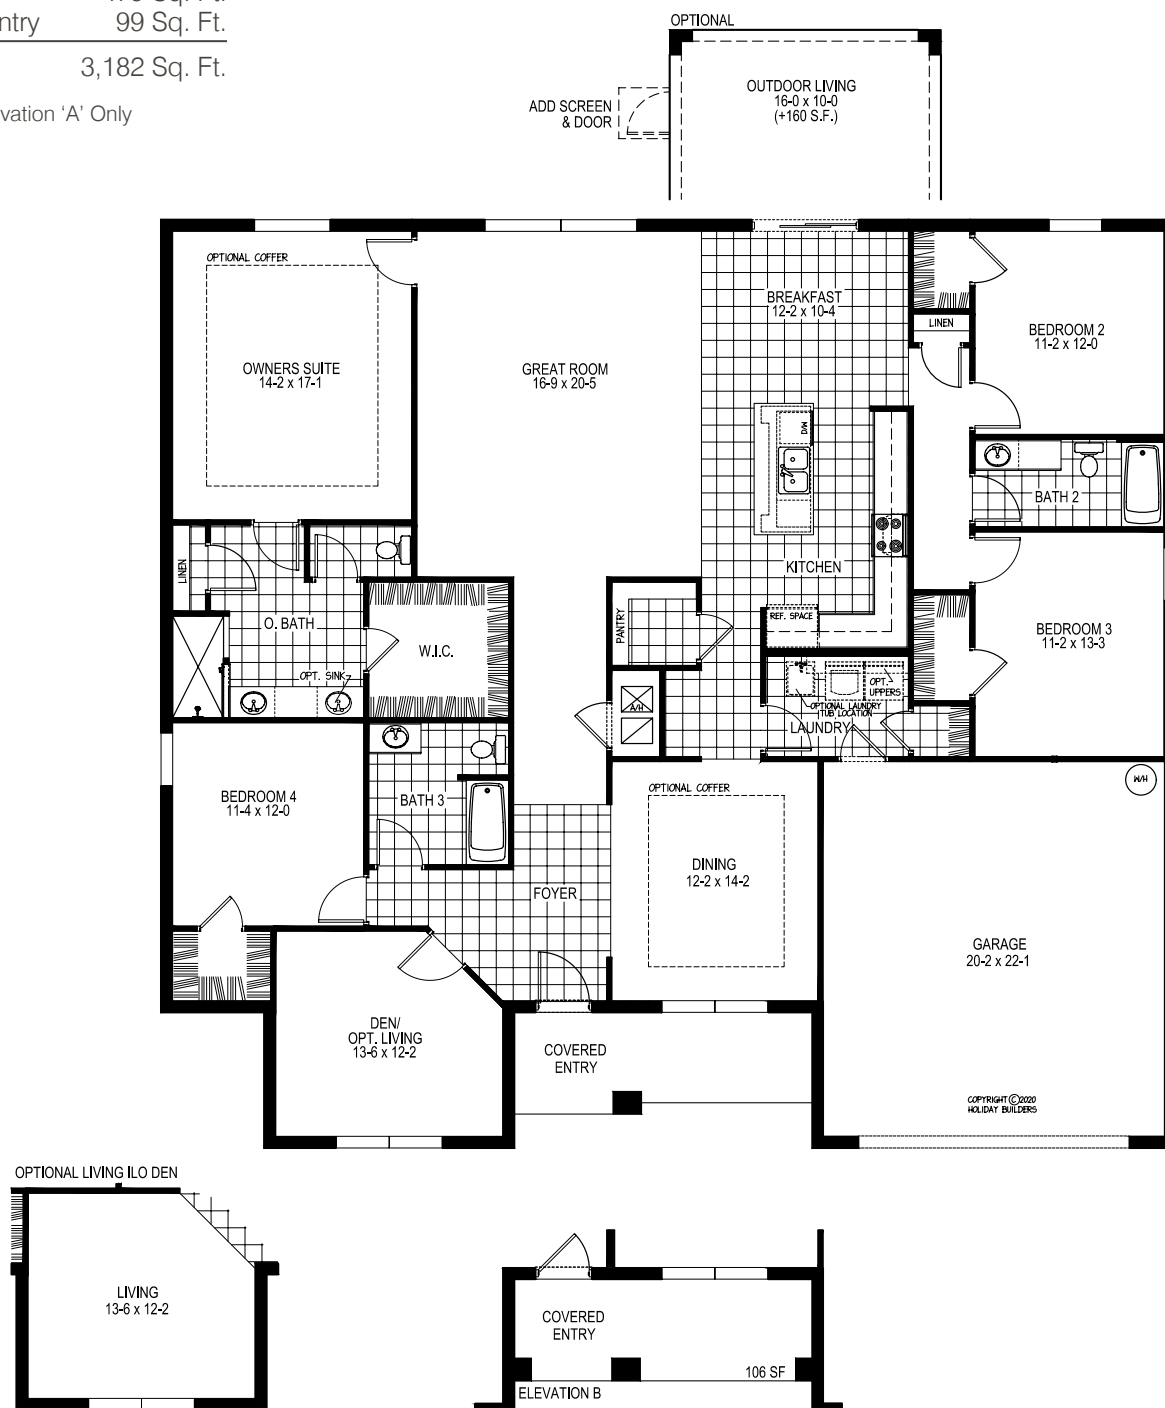 ntry 99 Sq. Ft.
3,182 Sq. Ft.
vation ‘A’ Only
OPTIONAL
OUTDOOR LIVING
16-0 x 10-0
(+160 S.F.)
ADD SCREEN
& DOOR
OPTIONAL COFFER
OWNERS SUITE
14-2 x 17-1
GREAT ROOM
16-9 x 20-5
BREAKFAST
12-2 x 10-4
LINEN
BEDROOM 2
11-2 x 12-0
D/W
BATH 2
KITCHEN
LINEN
O. BATH
W.I.C.
OPT. SINK
PANTRY
REF. SPACE
BEDROOM 3
11-2 x 13-3
A/H
OPT.
UPPERS
OPTIONAL LAUNDRY
TUB LOCATION
LAUNDRY
W/H
BEDROOM 4
11-4 x 12-0
BATH 3
OPTIONAL COFFER
DINING
12-2 x 14-2
FOYER
GARAGE
20-2 x 22-1
DEN/
OPT. LIVING
13-6 x 12-2
COVERED
ENTRY
COPYRIGHT ©2020
HOLIDAY BUILDERS
OPTIONAL LIVING ILO DEN
LIVING
13-6 x 12-2
COVERED
ENTRY
106 SF
ELEVATION B